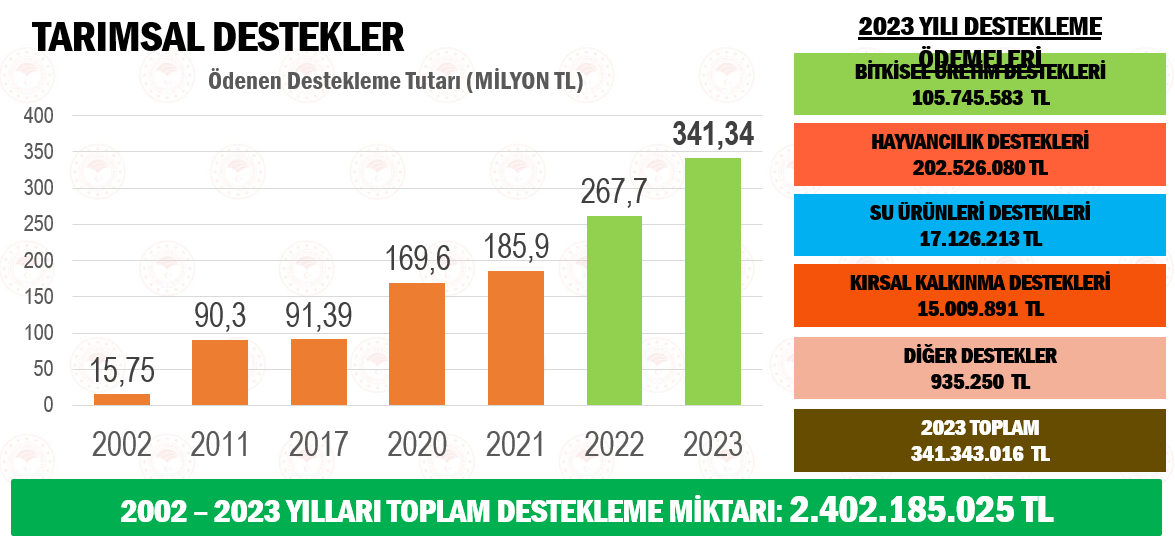 TARIMSAL DESTEKLER
Ödenen Destekleme Tutarı (MİLYON TL)
400
350
300
250
200
150
100
50
0
15,75
90,3
91,39
169,6
185,9
267,7
341,34
2002
2011
2017
2020
2021
2022
2023
2023 YILI DESTEKLEME
ÖDEMELERİ
BİTKİSEL ÜRETİM DESTEKLERİ
105.745.583 TL
HAYVANCILIK DESTEKLERİ
202.526.080 TL
SU ÜRÜNLERİ DESTEKLERİ
17.126.213 TL
KIRSAL KALKINMA DESTEKLERİ
15.009.891 TL
DİĞER DESTEKLER
935.250 TL
2023 TOPLAM
341.343.016 TL
2002 – 2023 YILLARI TOPLAM DESTEKLEME MİKTARI: 2.402.185.025 TL